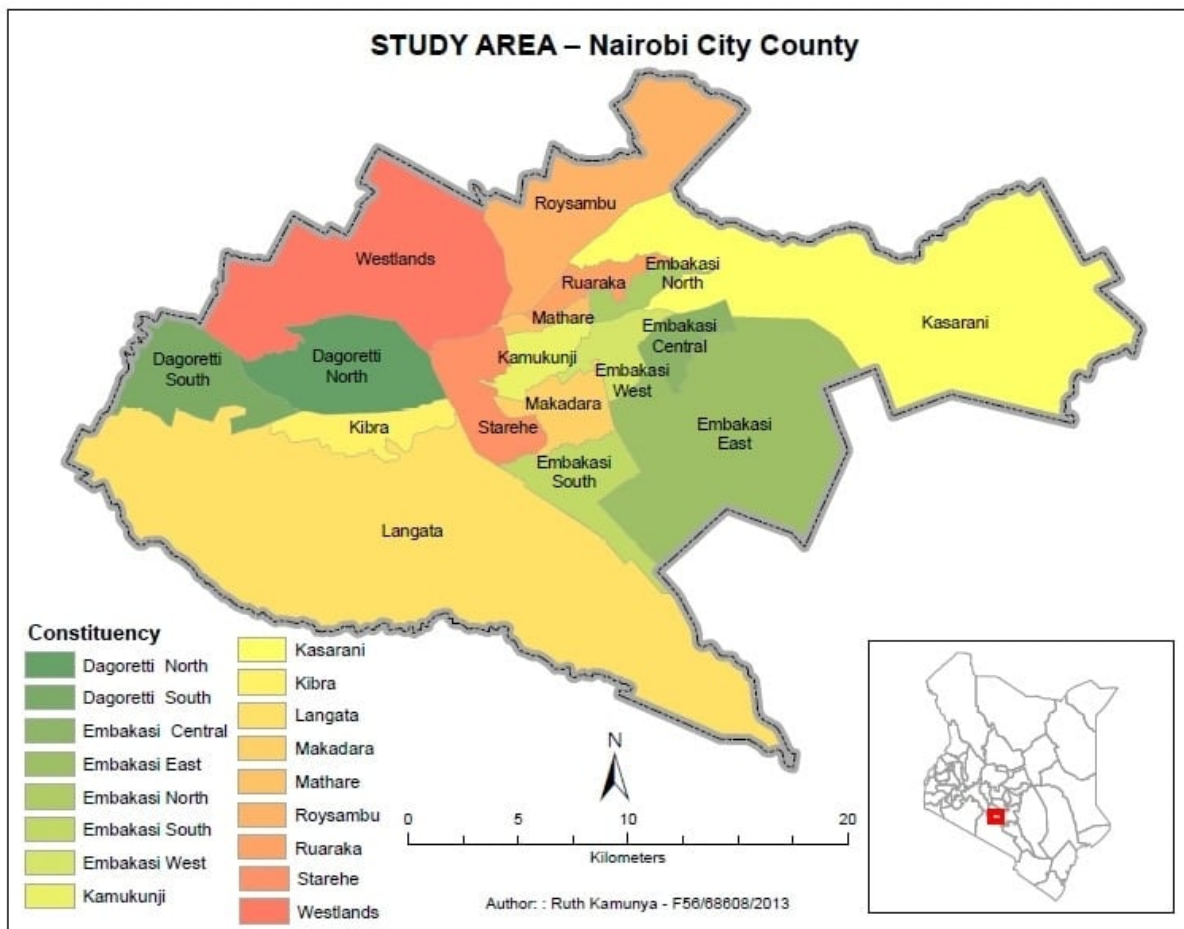 STUDY AREA – Nairobi City County
Roysambu
Westlands
Ruaraka
Embakasi
North
Mathare
Kasarani
Embakasi
Central
Dagoretti
South
Dagoretti
North
Kamukunji
Embakasi
West
Makadara
Kibra
Starehe
Embakasi
East
Embakasi
South
Langata
Constituency
Dagoretti North
Dagoretti South
Embakasi Central
Embakasi East
Embakasi North
Embakasi South
Embakasi West
Kamukunji
Kasarani
Kibra
Langata
Makadara
Mathare
Roysambu
Ruaraka
Starehe
Westlands
N
0 5 10 20
Kilometers
Author: : Ruth Kamunya - F56/68608/2013